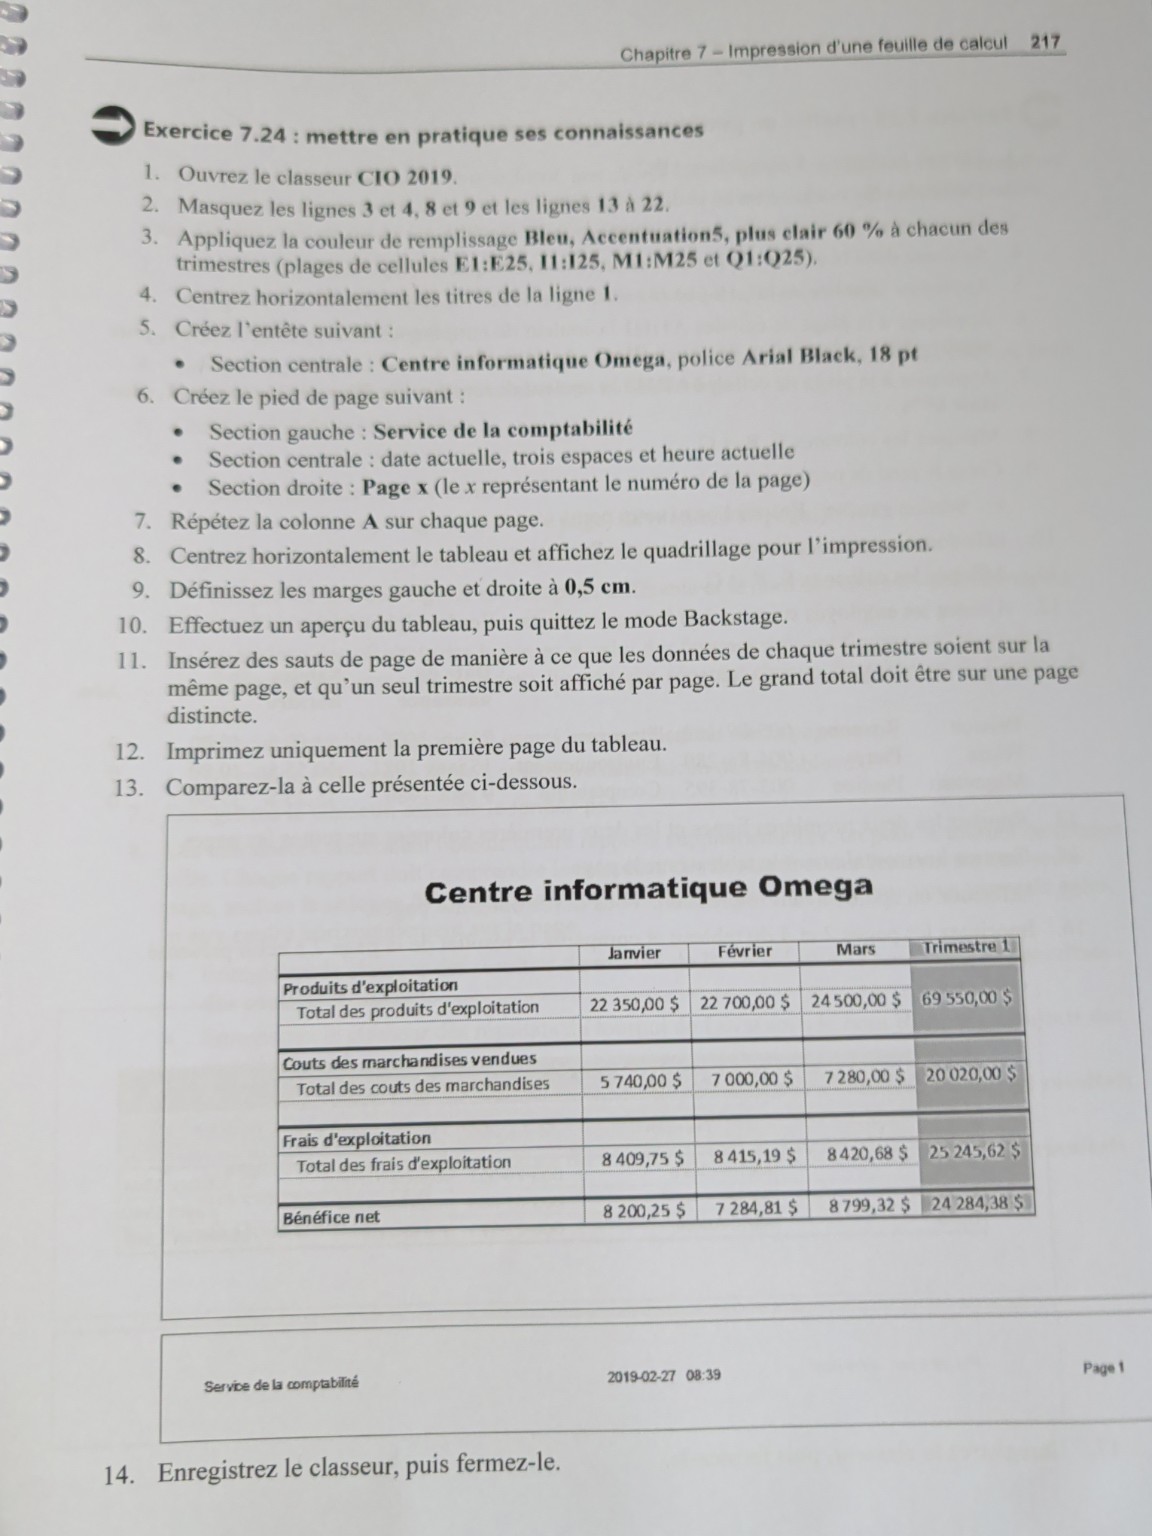 Chapitre 7 – Impression d'une feuille de calcul 217
Exercice 7.24 : mettre en pratique ses connaissances
1. Ouvrez le classeur CIO 2019.
2. Masquez les lignes 3 et 4, 8 et 9 et les lignes 13 à 22.
3. Appliquez la couleur de remplissage Bleu, Accentuation5, plus clair 60 % à chacun des
trimestres (plages de cellules E1:E25, I1:I25, M1:M25 et Q1:Q25).
4. Centrez horizontalement les titres de la ligne 1.
5. Créez l'entête suivant :
• Section centrale : Centre informatique Omega, police Arial Black, 18 pt
6. Créez le pied de page suivant :
• Section gauche : Service de la comptabilité
• Section centrale : date actuelle, trois espaces et heure actuelle
• Section droite : Page x (le x représentant le numéro de la page)
7. Répétez la colonne A sur chaque page.
8. Centrez horizontalement le tableau et affichez le quadrillage pour l'impression.
9. Définissez les marges gauche et droite à 0,5 cm.
10. Effectuez un aperçu du tableau, puis quittez le mode Backstage.
11. Insérez des sauts de page de manière à ce que les données de chaque trimestre soient sur la
même page, et qu'un seul trimestre soit affiché par page. Le grand total doit être sur une page
distincte.
12. Imprimez uniquement la première page du tableau.
13. Comparez-la à celle présentée ci-dessous.
Centre informatique Omega
Janvier Février Mars Trimestre 1
Produits d'exploitation
Total des produits d'exploitation 22 350,00 $ 22 700,00 $ 24 500,00 $ 69 550,00 $
Couts des marchandises vendues
Total des couts des marchandises 5 740,00 $ 7 000,00 $ 7 280,00 $ 20 020,00 $
Frais d'exploitation
Total des frais d'exploitation 8 409,75 $ 8 415,19 $ 8 420,68 $ 25 245,62 $
Bénéfice net 8 200,25 $ 7 284,81 $ 8 799,32 $ 24 284,38 $
Service de la comptabilité 2019-02-27 08:39 Page 1
14. Enregistrez le classeur, puis fermez-le.